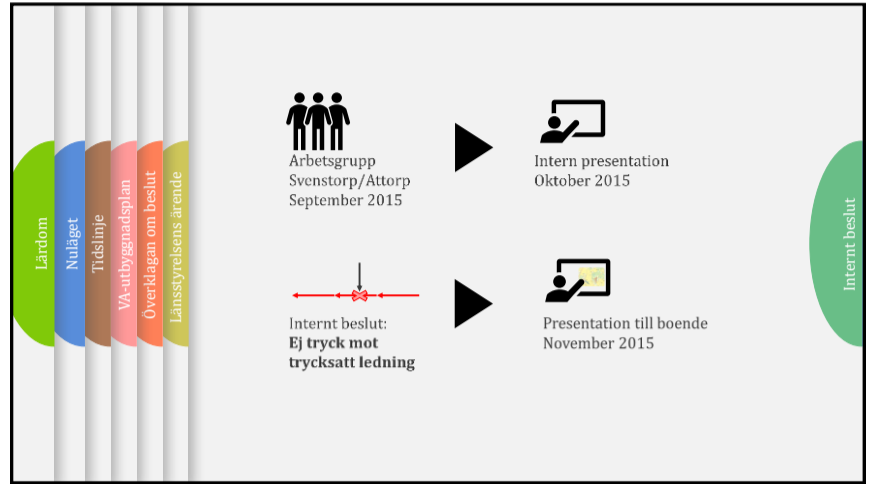 Lärdom
Nuläget
Tidslinje
VA-utbyggnadsplan
Överklagan om beslut
Länsstyrelsens ärende
Arbetsgrupp
Svenstorp/Attorp
September 2015
Intern presentation
Oktober 2015
Internt beslut:
Ej tryck mot
trycksatt ledning
Presentation till boende
November 2015
Internt beslut